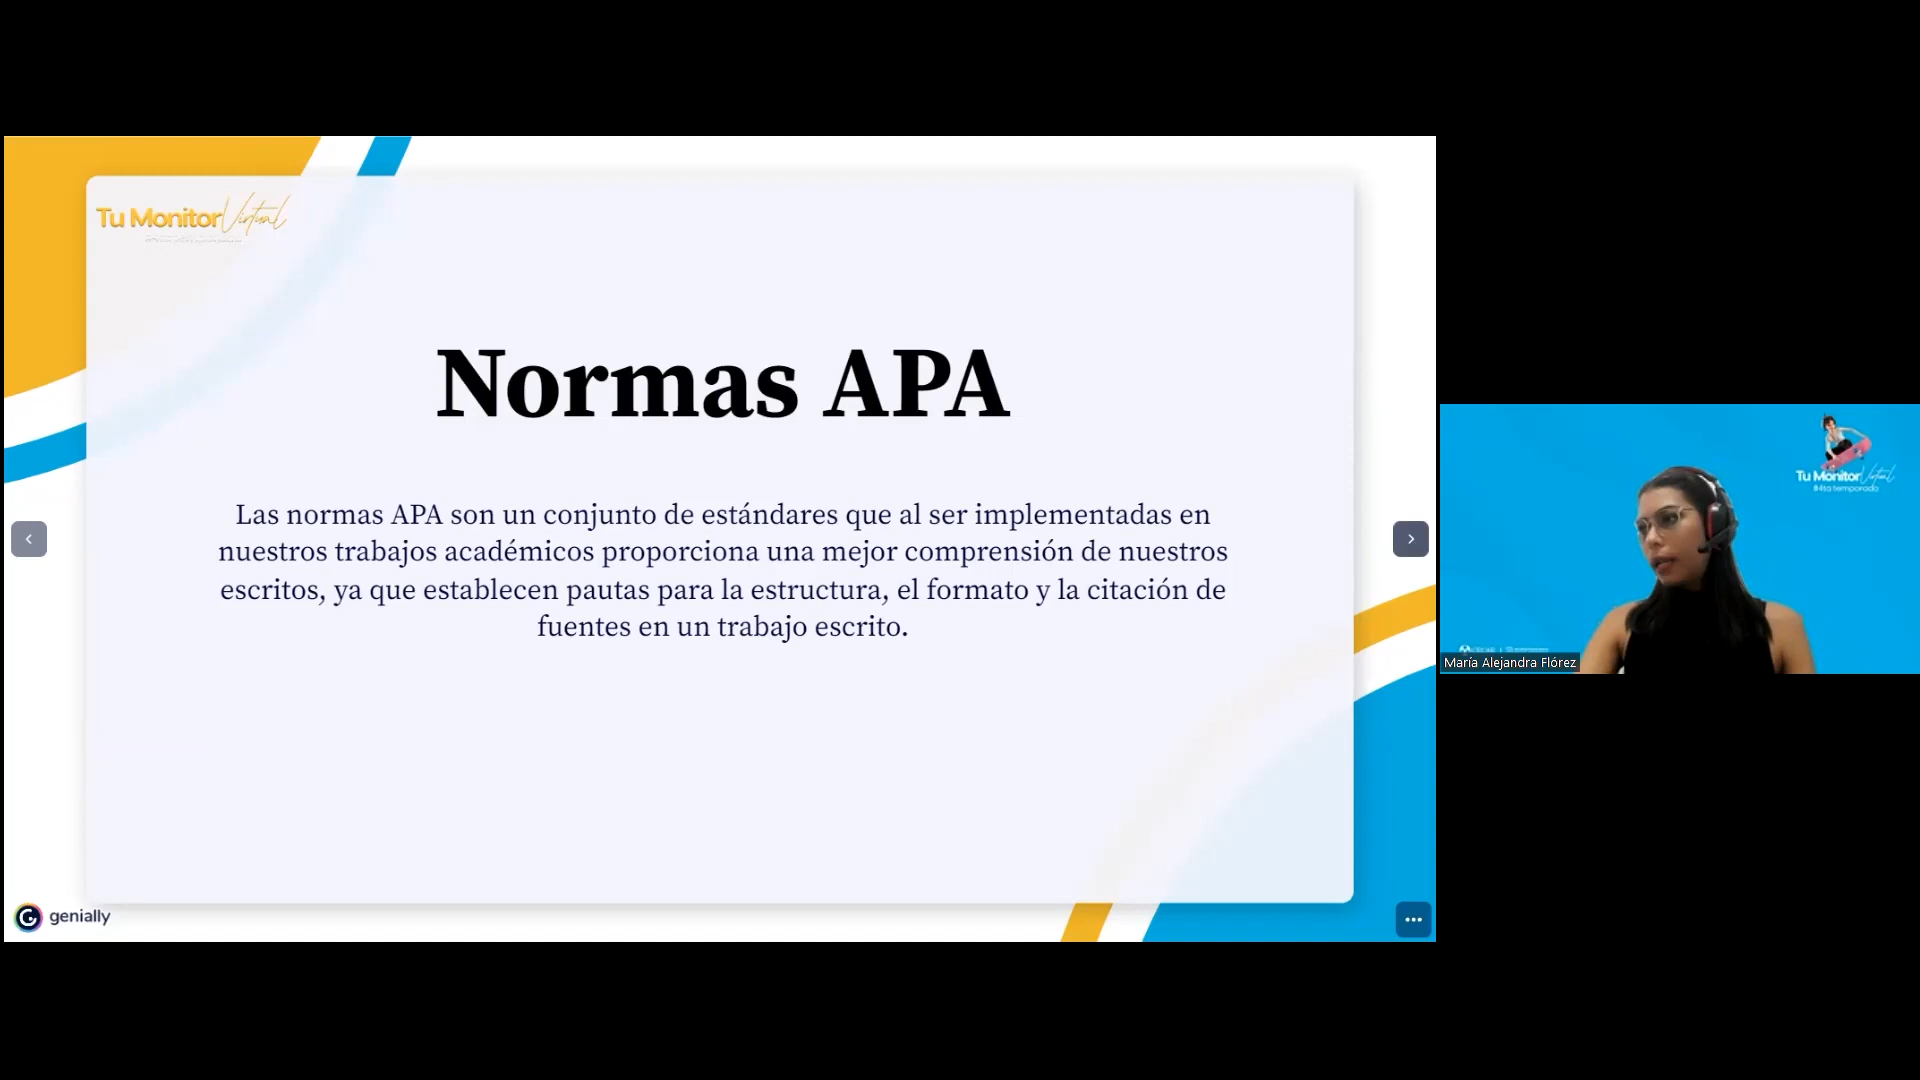 Tu Monitor Virtual
Normas APA
Las normas APA son un conjunto de estándares que al ser implementadas en
nuestros trabajos académicos proporciona una mejor comprensión de nuestros
escritos, ya que establecen pautas para la estructura, el formato y la citación de
fuentes en un trabajo escrito.
genially
Tu Monitor Virtual
#4ta temporada
María Alejandra Flórez